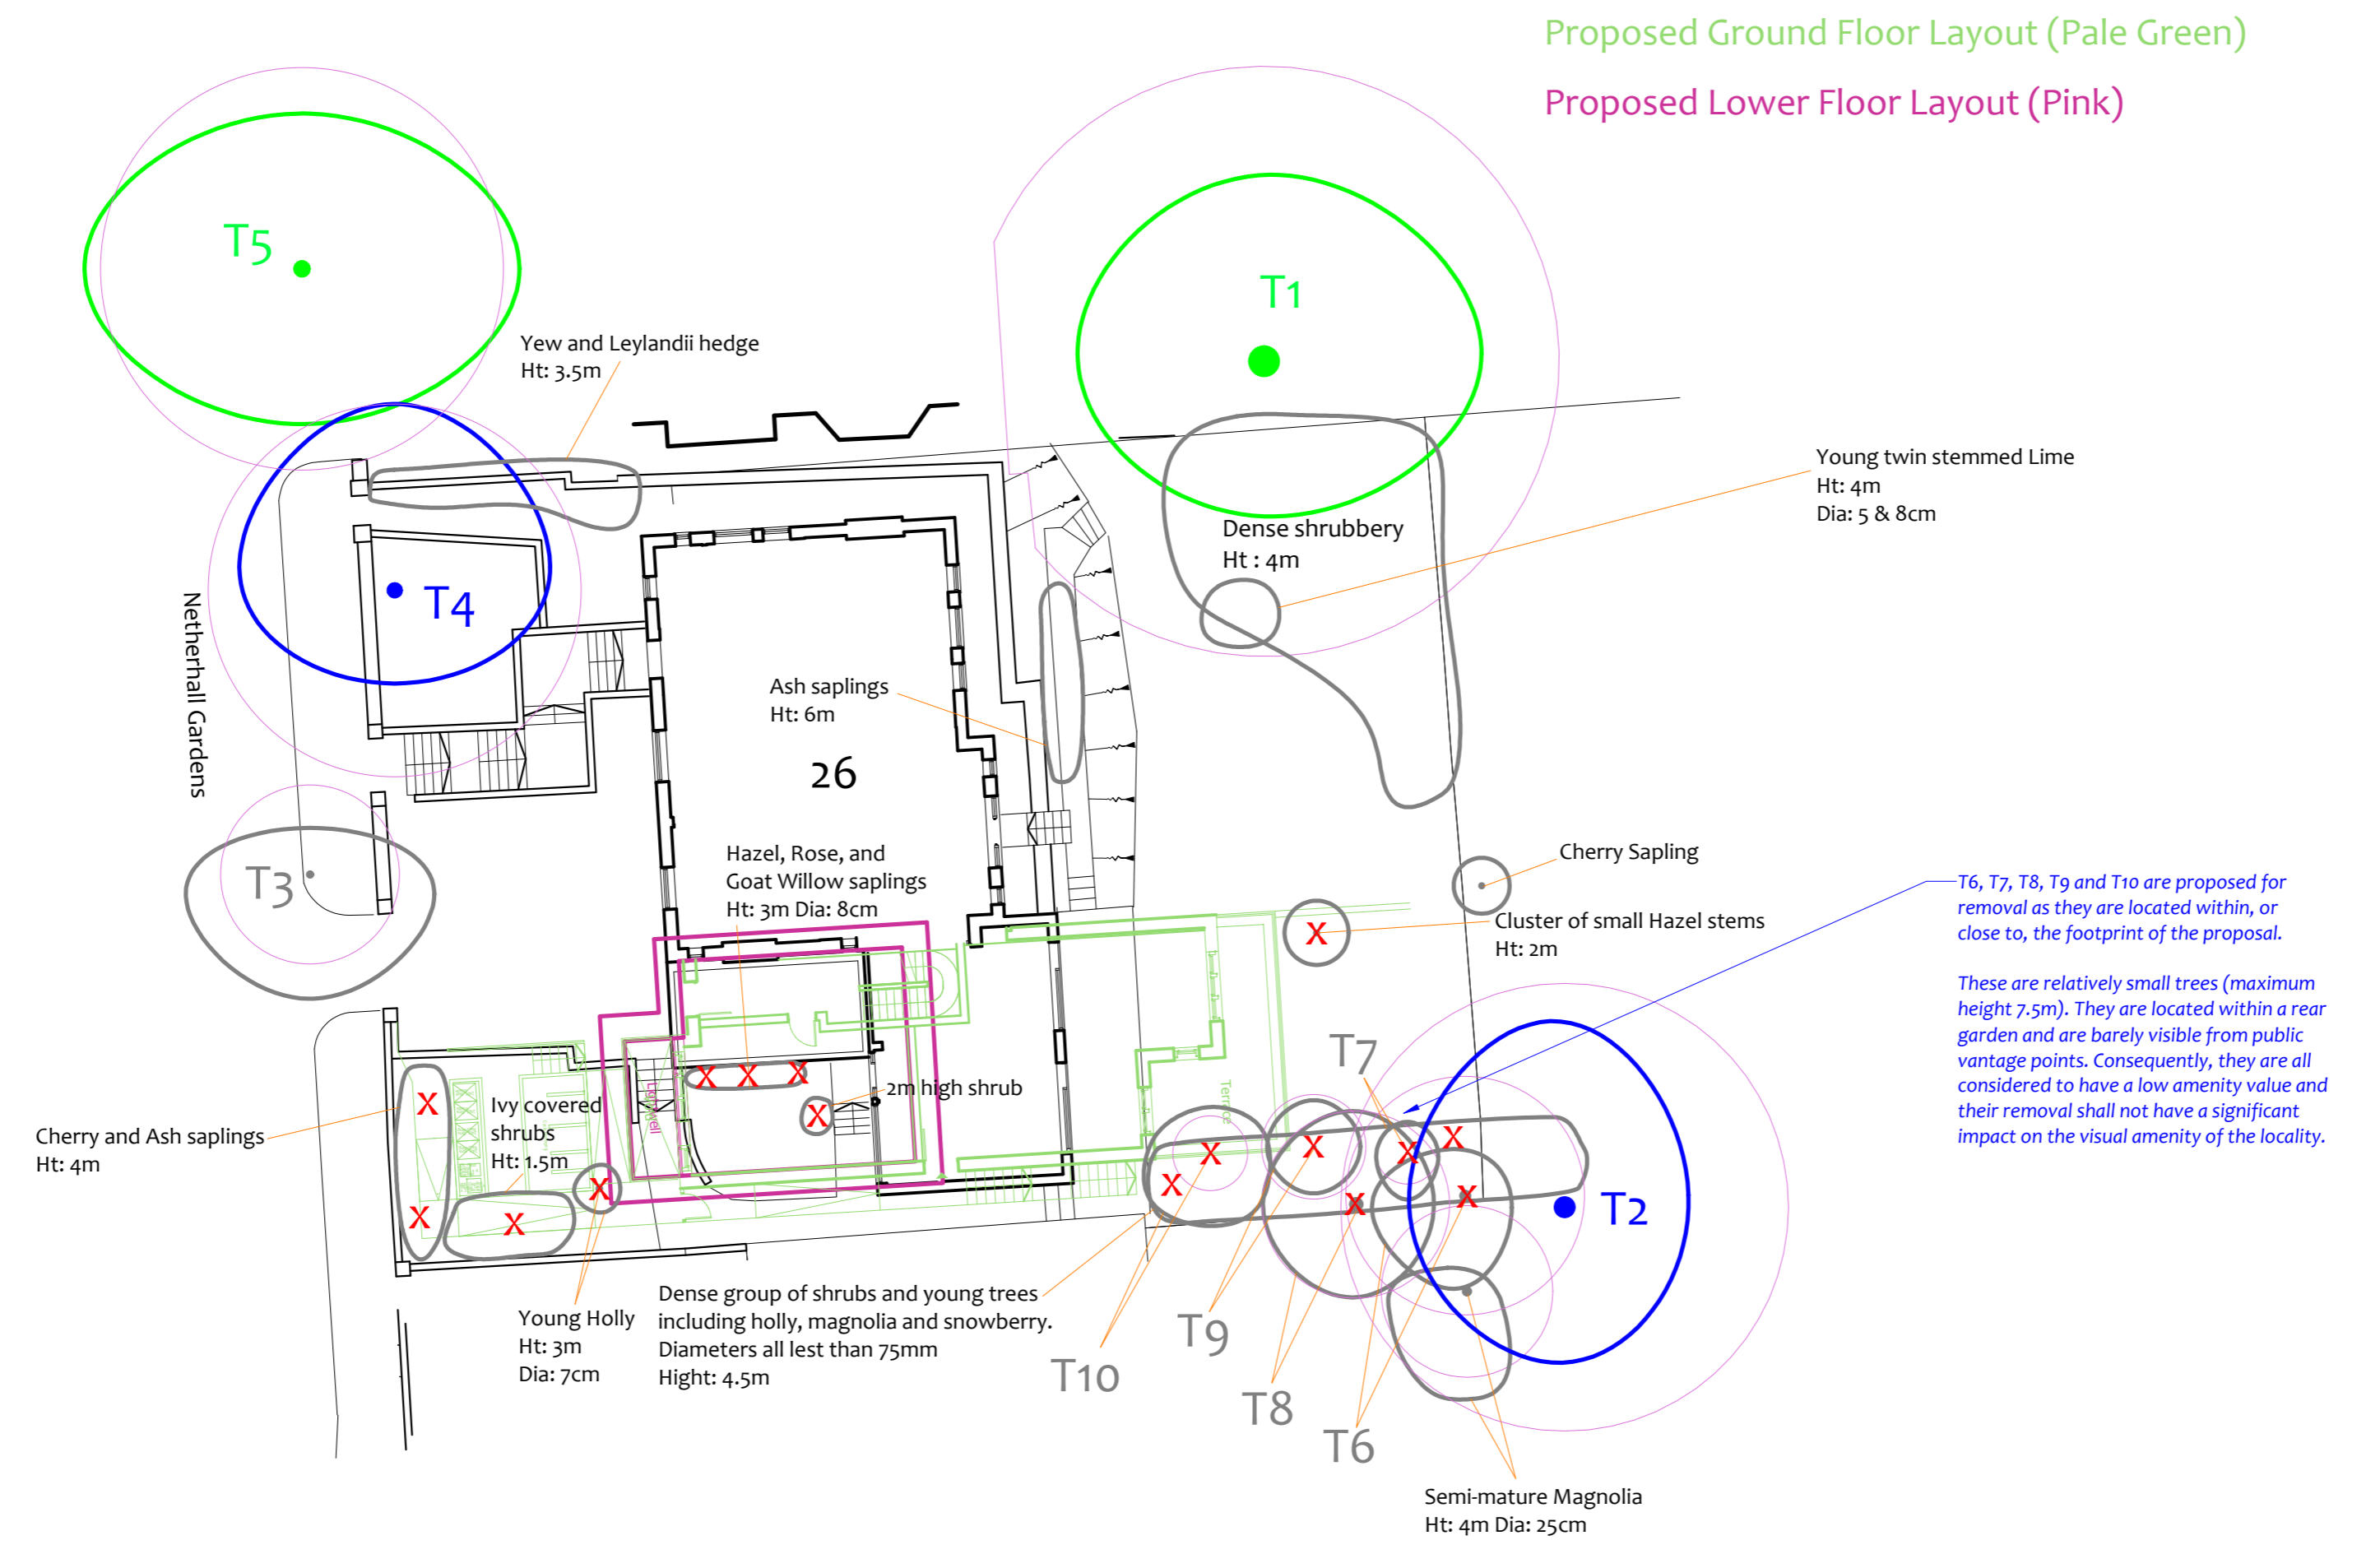 Proposed Ground Floor Layout (Pale Green)
Proposed Lower Floor Layout (Pink)
T5
T1
Yew and Leylandii hedge
Ht: 3.5m
Young twin stemmed Lime
Ht: 4m
Dia: 5 & 8cm
Dense shrubbery
Ht : 4m
T4
Netherhall Gardens
Ash saplings
Ht: 6m
26
T3
Hazel, Rose, and
Goat Willow saplings
Ht: 3m Dia: 8cm
Cherry Sapling
T6, T7, T8, T9 and T10 are proposed for
removal as they are located within, or
close to, the footprint of the proposal.
These are relatively small trees (maximum
height 7.5m). They are located within a rear
garden and are barely visible from public
vantage points. Consequently, they are all
considered to have a low amenity value and
their removal shall not have a significant
impact on the visual amenity of the locality.
Cluster of small Hazel stems
Ht: 2m
X
T7
X X X
2m high shrub
X
Lightwell
Terrace
Ivy covered
shrubs
Ht: 1.5m
X
Cherry and Ash saplings
Ht: 4m
X
X
X
X X X X
X
X X
T2
Young Holly
Ht: 3m
Dia: 7cm
Dense group of shrubs and young trees
including holly, magnolia and snowberry.
Diameters all lest than 75mm
Hight: 4.5m
T10
T9
T8
T6
Semi-mature Magnolia
Ht: 4m Dia: 25cm